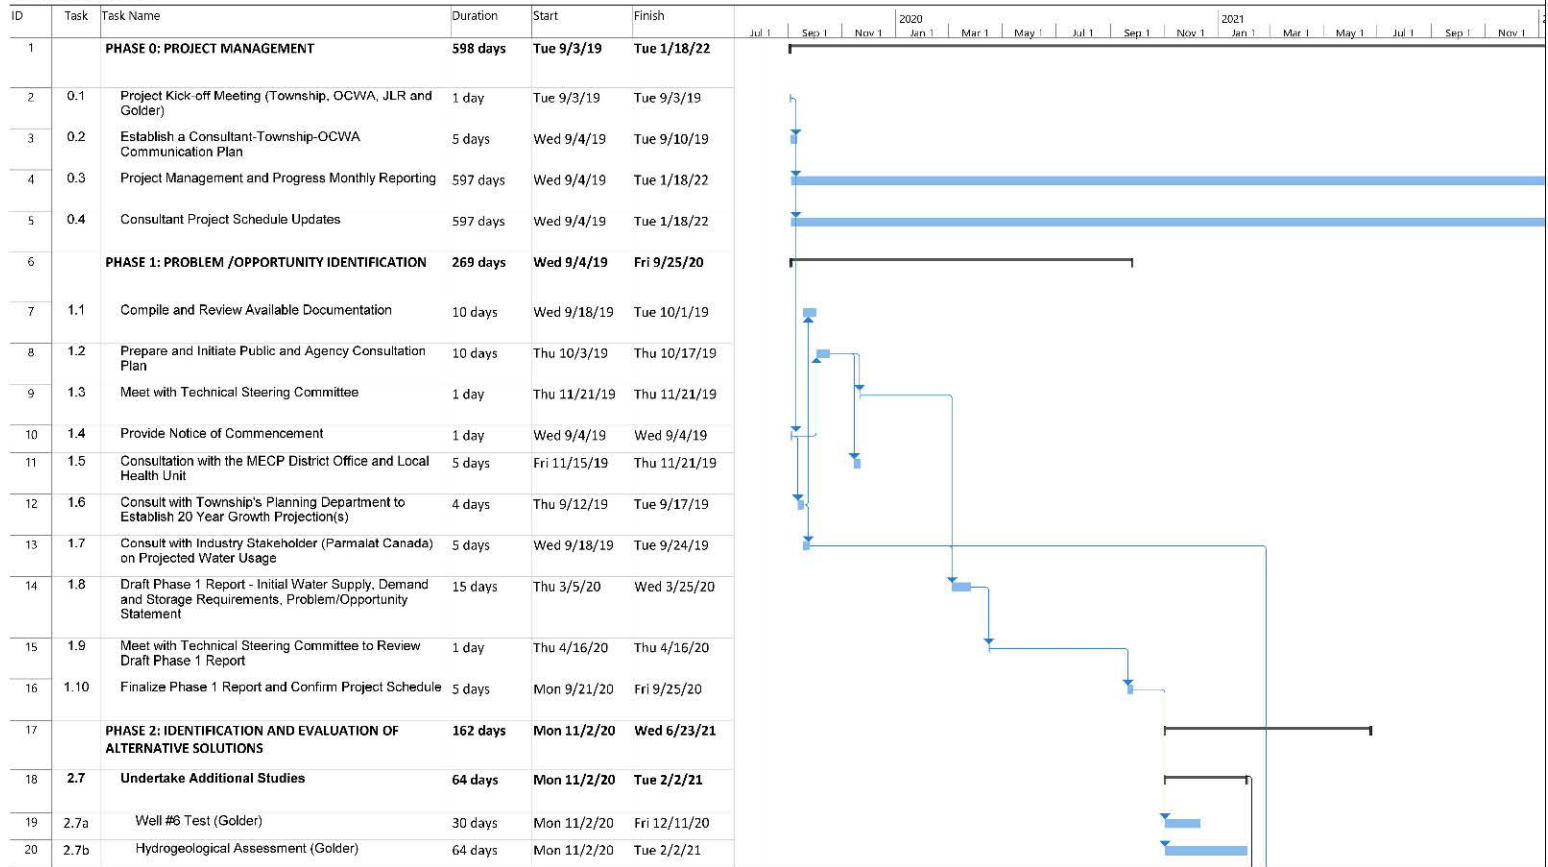 ID Task Task Name Duration Start Finish
2020 2021
Jul 1 Sep 1 Nov 1 Jan 1 Mar 1 May 1 Jul 1 Sep 1 Nov 1 Jan 1 Mar 1 May 1 Jul 1 Sep 1 Nov 1
1 PHASE 0: PROJECT MANAGEMENT 598 days Tue 9/3/19 Tue 1/18/22
2 0.1 Project Kick-off Meeting (Township, OCWA, JLR and 1 day Tue 9/3/19 Tue 9/3/19
Golder)
3 0.2 Establish a Consultant-Township-OCWA 5 days Wed 9/4/19 Tue 9/10/19
Communication Plan
4 0.3 Project Management and Progress Monthly Reporting 597 days Wed 9/4/19 Tue 1/18/22
5 0.4 Consultant Project Schedule Updates 597 days Wed 9/4/19 Tue 1/18/22
6 PHASE 1: PROBLEM /OPPORTUNITY IDENTIFICATION 269 days Wed 9/4/19 Fri 9/25/20
7 1.1 Compile and Review Available Documentation 10 days Wed 9/18/19 Tue 10/1/19
8 1.2 Prepare and Initiate Public and Agency Consultation 10 days Thu 10/3/19 Thu 10/17/19
Plan
9 1.3 Meet with Technical Steering Committee 1 day Thu 11/21/19 Thu 11/21/19
10 1.4 Provide Notice of Commencement 1 day Wed 9/4/19 Wed 9/4/19
11 1.5 Consultation with the MECP District Office and Local 5 days Fri 11/15/19 Thu 11/21/19
Health Unit
12 1.6 Consult with Township's Planning Department to 4 days Thu 9/12/19 Tue 9/17/19
Establish 20 Year Growth Projection(s)
13 1.7 Consult with Industry Stakeholder (Parmalat Canada) 5 days Wed 9/18/19 Tue 9/24/19
on Projected Water Usage
14 1.8 Draft Phase 1 Report - Initial Water Supply, Demand 15 days Thu 3/5/20 Wed 3/25/20
and Storage Requirements, Problem/Opportunity
Statement
15 1.9 Meet with Technical Steering Committee to Review 1 day Thu 4/16/20 Thu 4/16/20
Draft Phase 1 Report
16 1.10 Finalize Phase 1 Report and Confirm Project Schedule 5 days Mon 9/21/20 Fri 9/25/20
17 PHASE 2: IDENTIFICATION AND EVALUATION OF 162 days Mon 11/2/20 Wed 6/23/21
ALTERNATIVE SOLUTIONS
18 2.7 Undertake Additional Studies 64 days Mon 11/2/20 Tue 2/2/21
19 2.7a Well #6 Test (Golder) 30 days Mon 11/2/20 Fri 12/11/20
20 2.7b Hydrogeological Assessment (Golder) 64 days Mon 11/2/20 Tue 2/2/21